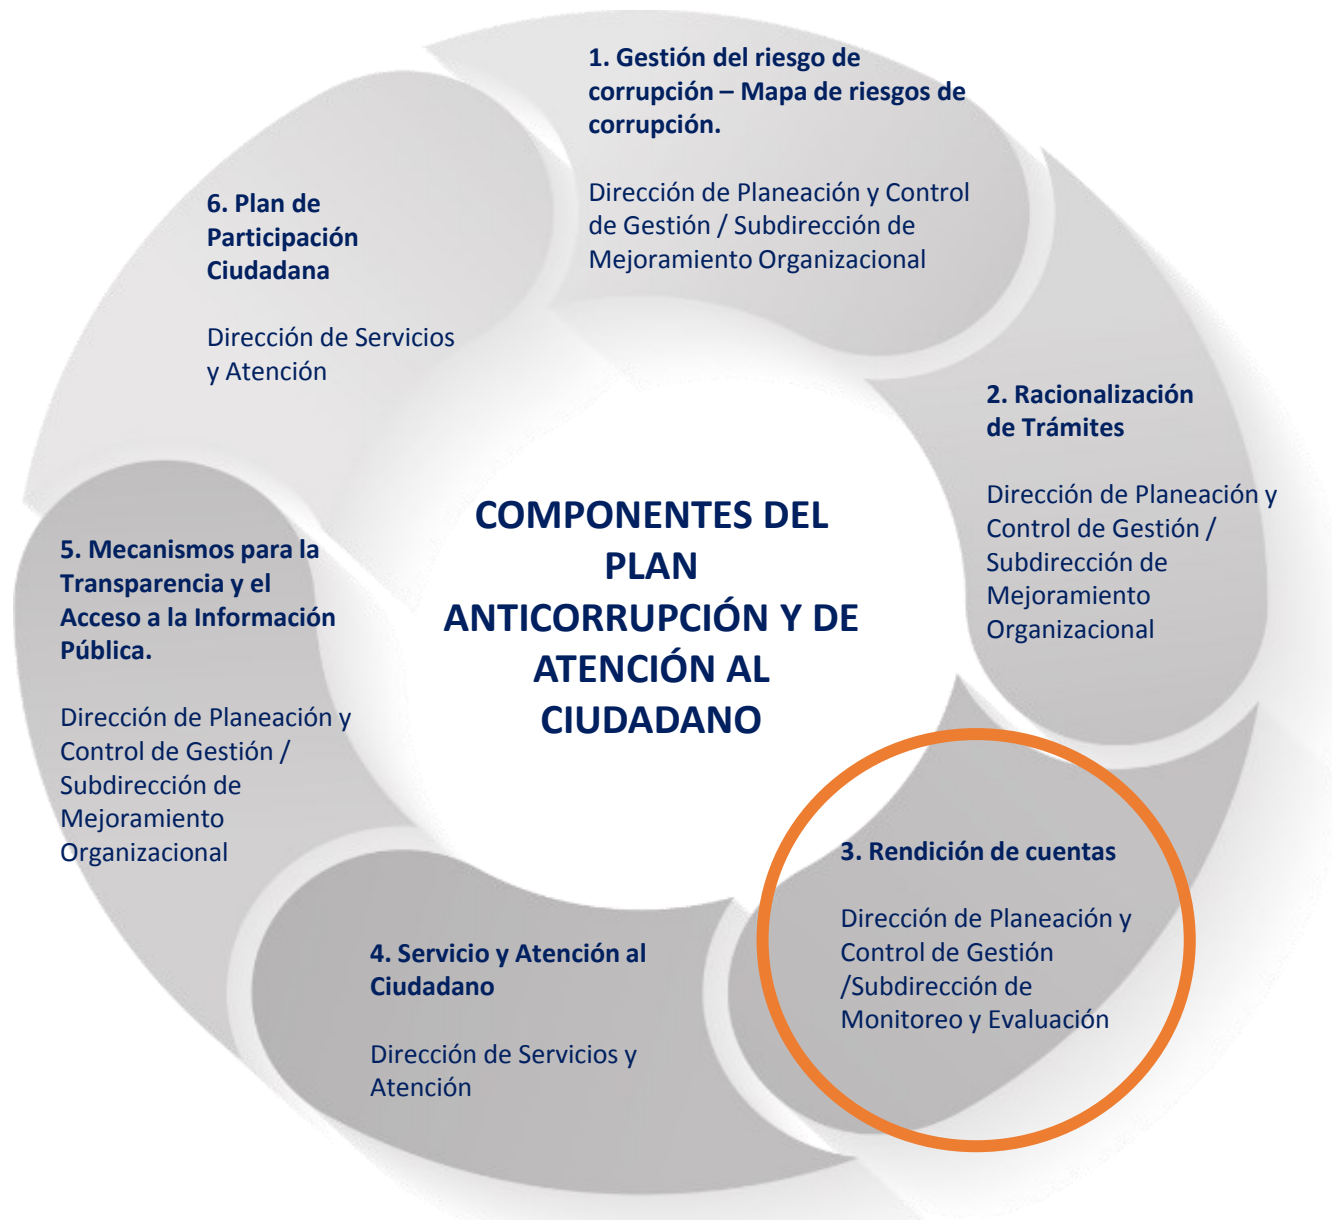 1. Gestión del riesgo de
corrupción – Mapa de riesgos de
corrupción.
Dirección de Planeación y Control
de Gestión / Subdirección de
Mejoramiento Organizacional
2. Racionalización
de Trámites
Dirección de Planeación y
Control de Gestión /
Subdirección de
Mejoramiento
Organizacional
3. Rendición de cuentas
Dirección de Planeación y
Control de Gestión
/Subdirección de
Monitoreo y Evaluación
4. Servicio y Atención al
Ciudadano
Dirección de Servicios y
Atención
5. Mecanismos para la
Transparencia y el
Acceso a la Información
Pública.
Dirección de Planeación y
Control de Gestión /
Subdirección de
Mejoramiento
Organizacional
6. Plan de
Participación
Ciudadana
Dirección de Servicios
y Atención
COMPONENTES DEL
PLAN
ANTICORRUPCIÓN Y DE
ATENCIÓN AL
CIUDADANO